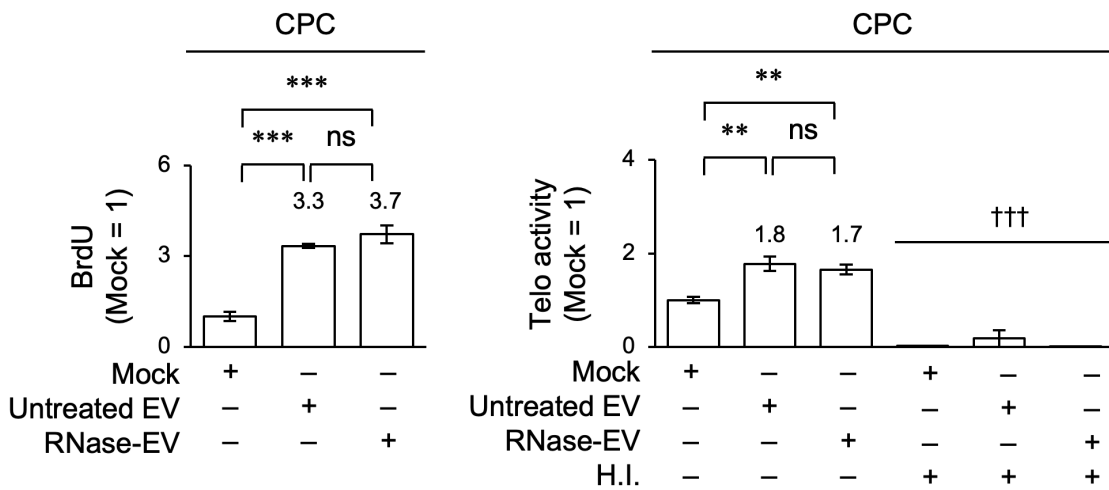 CPC
***
*** ns
6
3
0
BrdU
(Mock = 1)
3.3
3.7
Mock + – –
Untreated EV – + –
RNase-EV – – +
CPC
**
** ns
4
2
0
Telo activity
(Mock = 1)
1.8
1.7
†††
Mock + – – + – –
Untreated EV – + – – + –
RNase-EV – – + – – +
H.I. – – – + + +